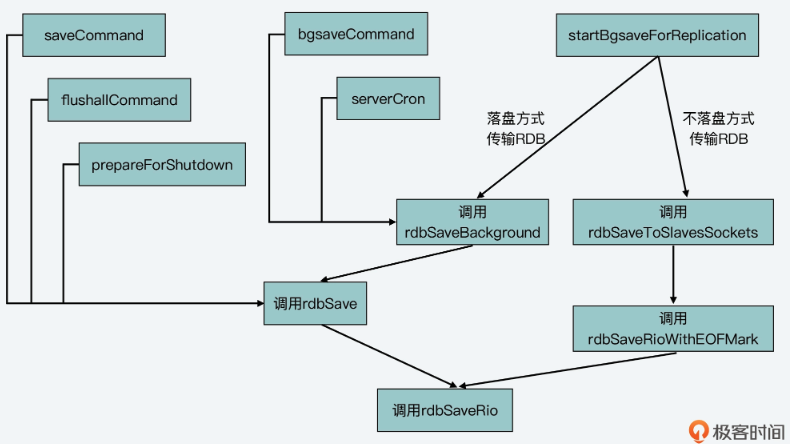 saveCommand
bgsaveCommand
startBgsaveForReplication
flushallCommand
serverCron
落盘方式
传输RDB
不落盘方式
传输RDB
prepareForShutdown
调用
rdbSaveBackground
调用
rdbSaveToSlavesSockets
调用rdbSave
调用
rdbSaveRioWithEOFMark
调用rdbSaveRio
极客时间